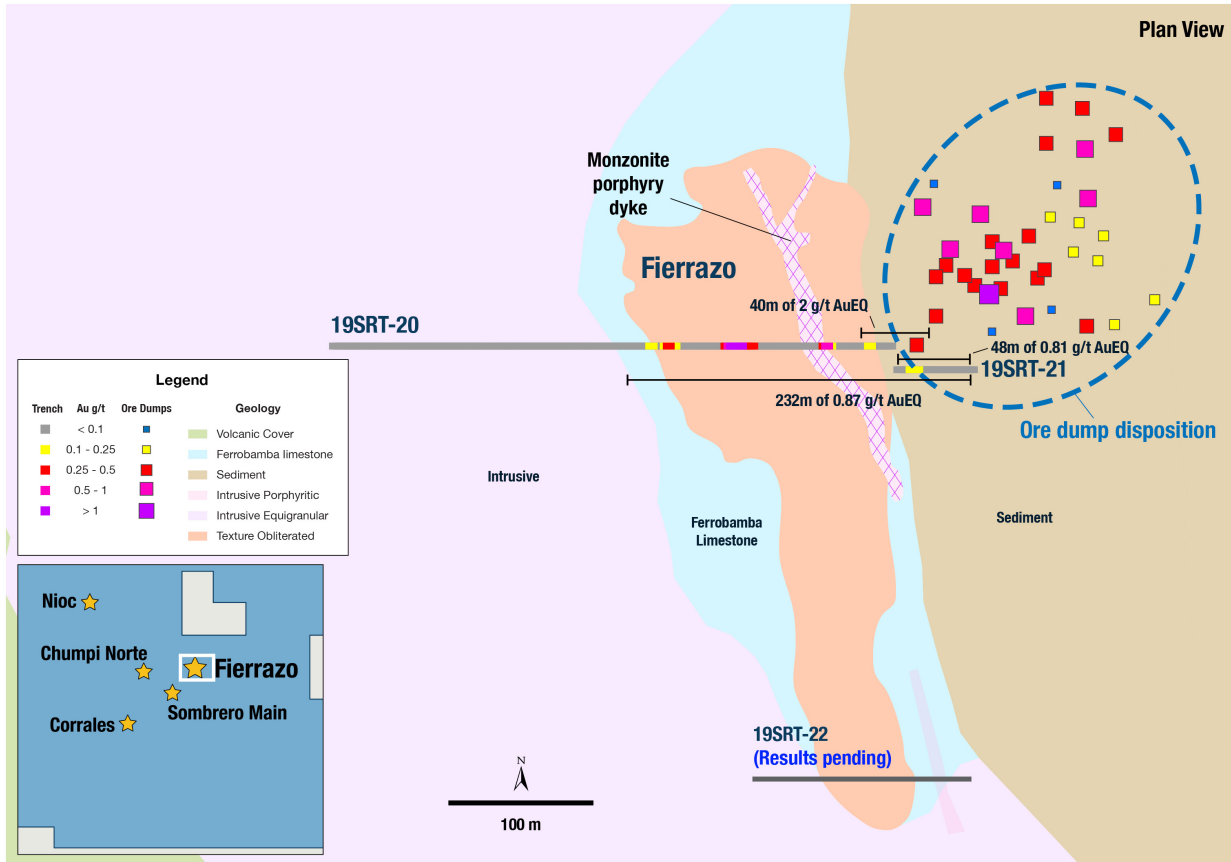 Plan View
Monzonite
porphyry
dyke
Fierrazo
40m of 2 g/t AuEQ
19SRT-20
48m of 0.81 g/t AuEQ
19SRT-21
232m of 0.87 g/t AuEQ
Ore dump disposition
Legend
Trench Au g/t Ore Dumps Geology
< 0.1
0.1 - 0.25
0.25 - 0.5
0.5 - 1
> 1
Volcanic Cover
Ferrobamba limestone
Sediment
Intrusive Porphyritic
Intrusive Equigranular
Texture Obliterated
Intrusive
Ferrobamba
Limestone
Sediment
Nioc
Chumpi Norte
Fierrazo
Sombrero Main
Corrales
19SRT-22
(Results pending)
N
100 m